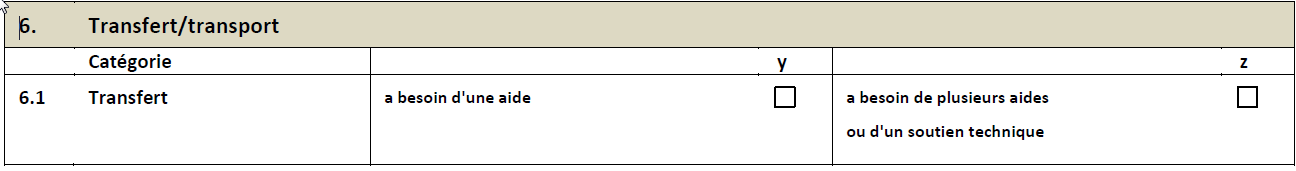 6. Transfert/transport
Catégorie y z
6.1 Transfert a besoin d'une aide ☐ a besoin de plusieurs aides ☐
ou d'un soutien technique